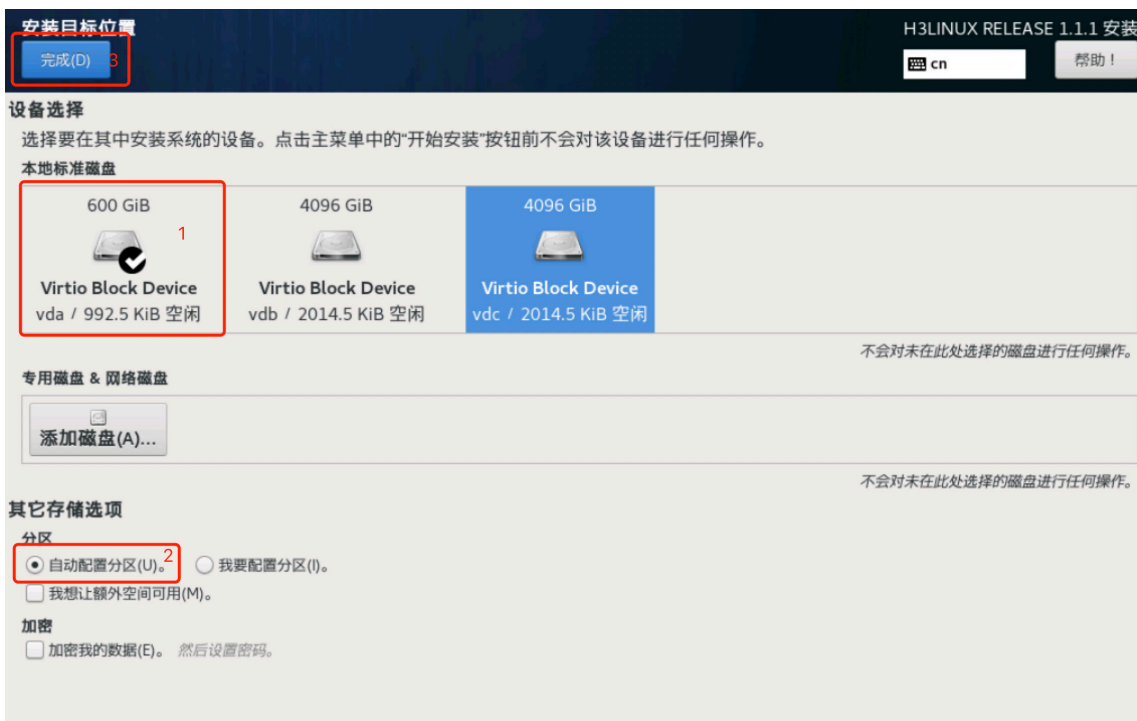 安装目标位置
H3LINUX RELEASE 1.1.1 安装
完成(D)
3
cn
帮助！
设备选择
选择要在其中安装系统的设备。点击主菜单中的“开始安装”按钮前不会对该设备进行任何操作。
本地标准磁盘
600 GiB
1
Virtio Block Device
vda / 992.5 KiB 空闲
4096 GiB
Virtio Block Device
vdb / 2014.5 KiB 空闲
4096 GiB
Virtio Block Device
vdc / 2014.5 KiB 空闲
不会对未在此处选择的磁盘进行任何操作。
专用磁盘 & 网络磁盘
添加磁盘(A)...
不会对未在此处选择的磁盘进行任何操作。
其它存储选项
分区
自动配置分区(U)。
2
我要配置分区(I)。
我想让额外空间可用(M)。
加密
加密我的数据(E)。 然后设置密码。